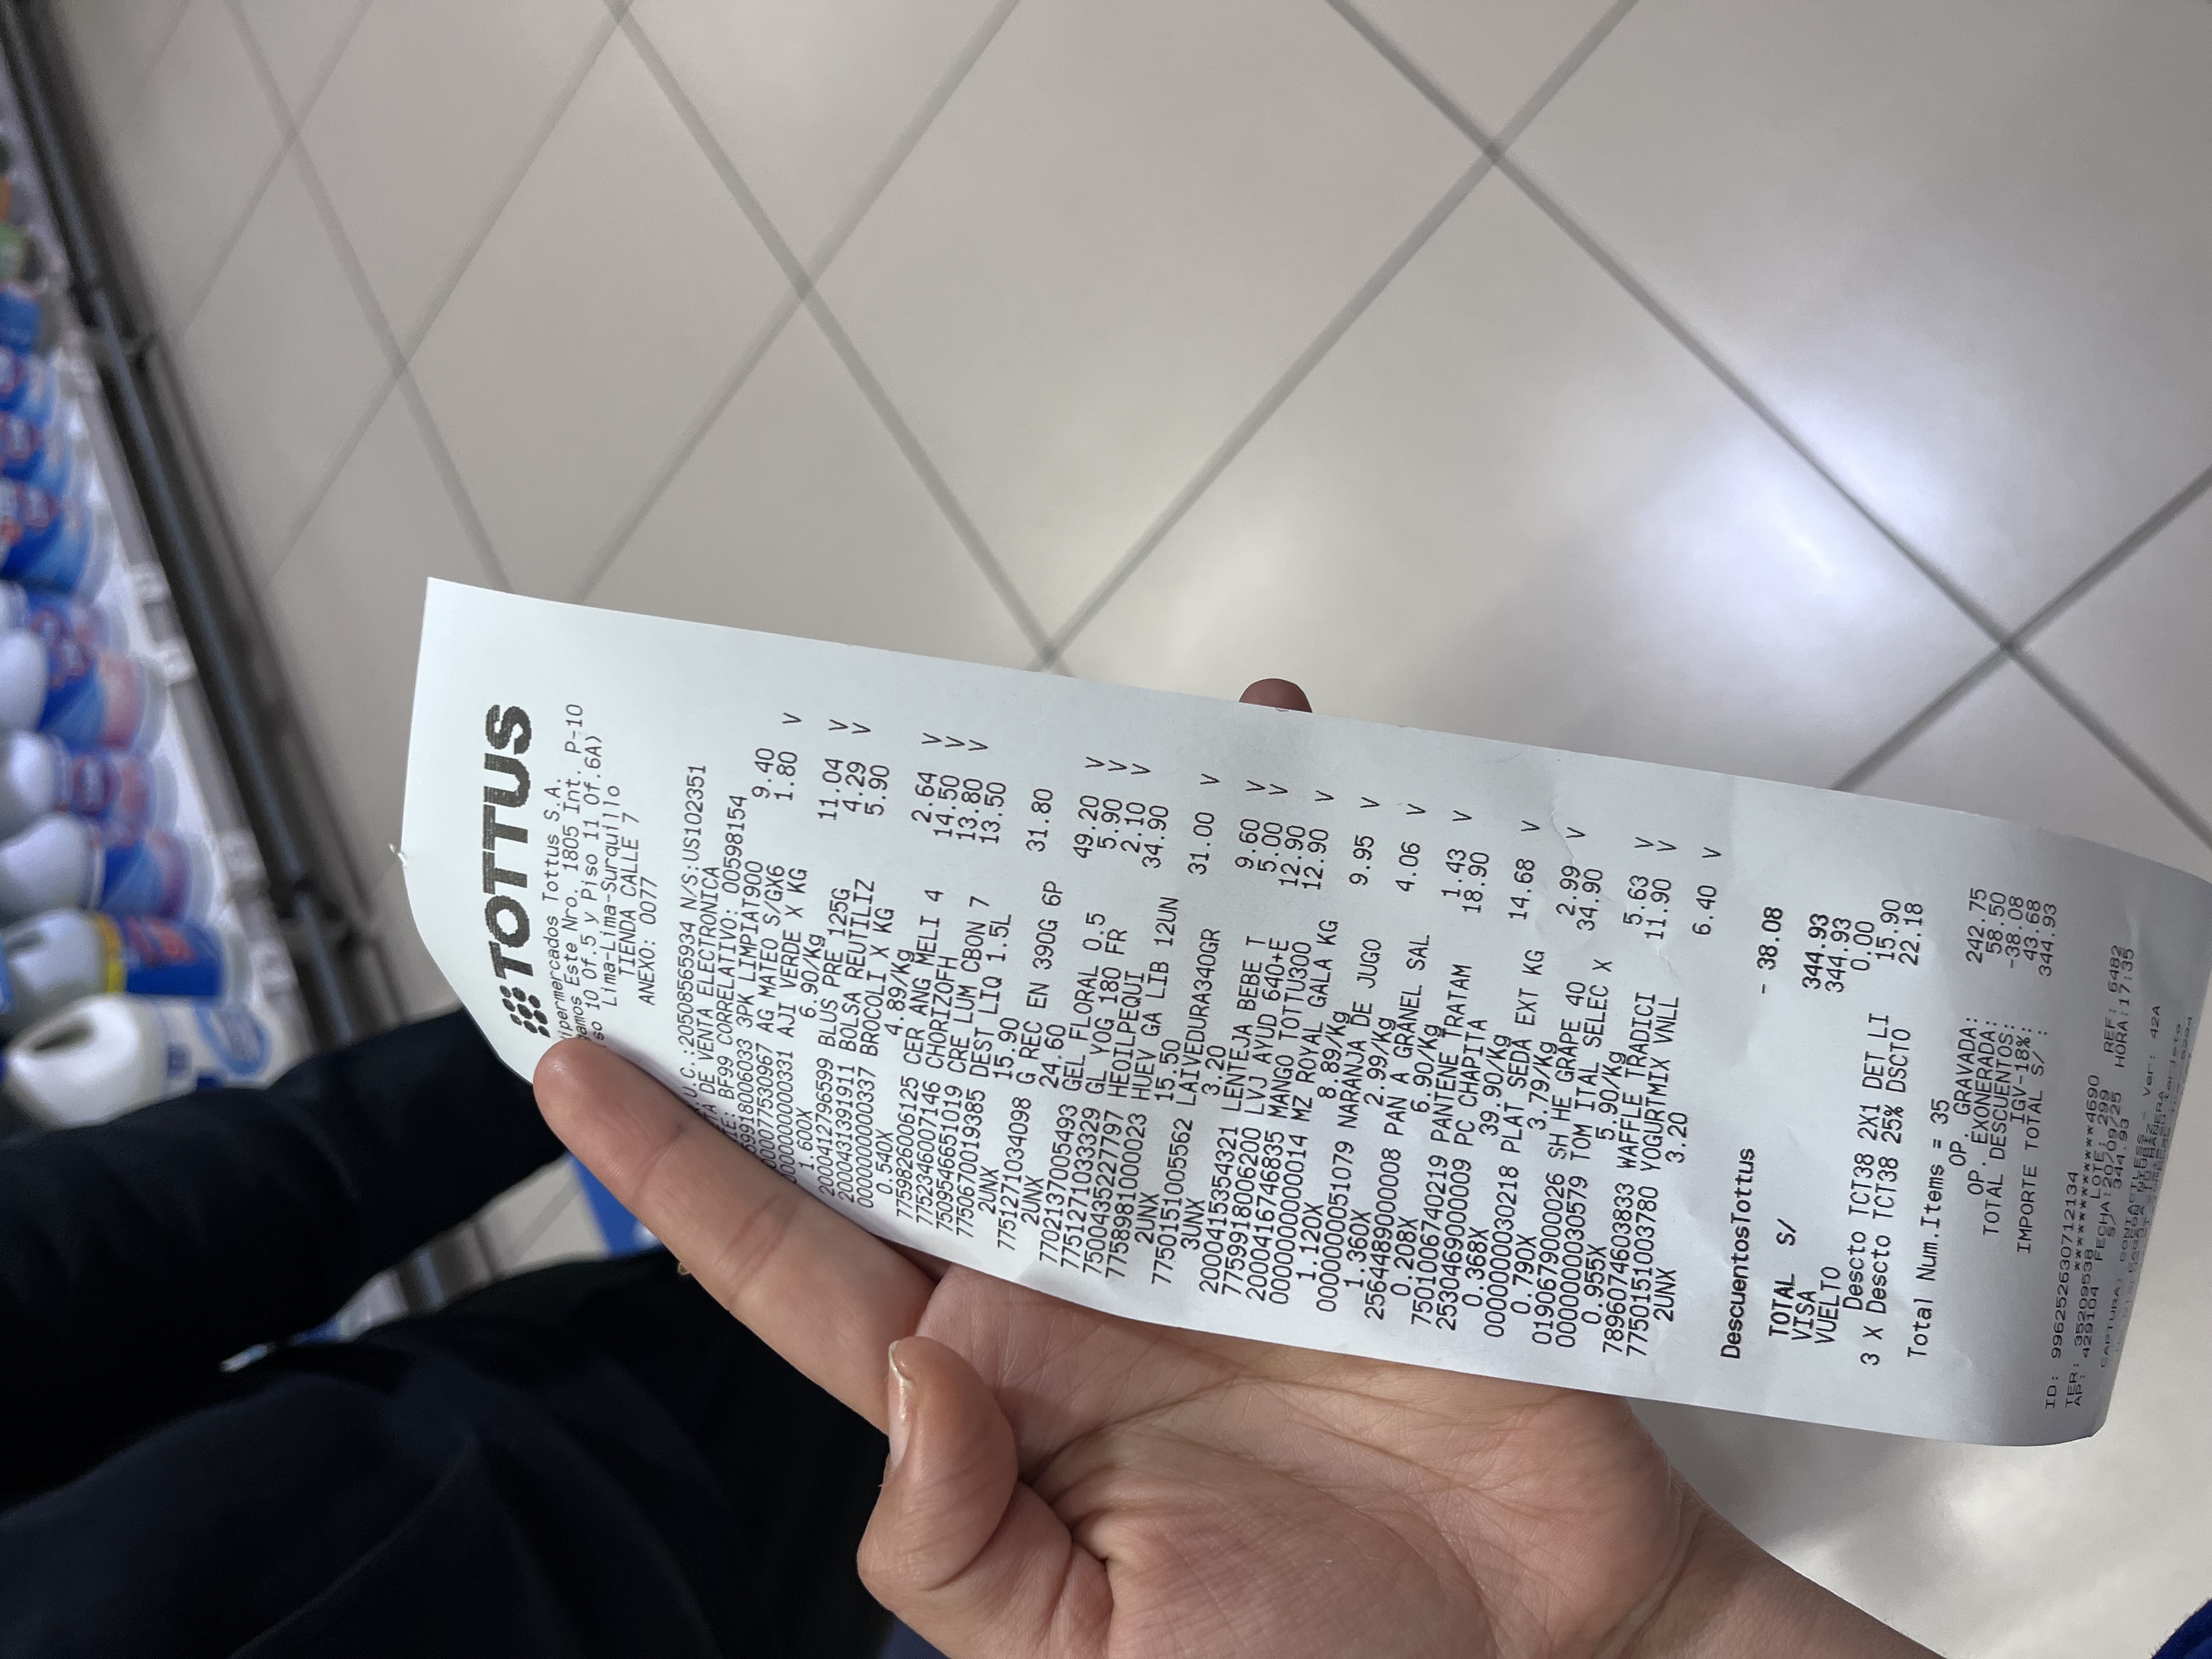 TOTTUS
Hipermercados Tottus S.A.
Este Nro. 1805 Int. P-10
10 Of.5 y Piso 11 Of.6A)
Lima-Lima-Surquillo
TIENDA CALLE 7
ANEXO: 0077
.U.C.:20508565934 N/S:US102351
TA DE VENTA ELECTRONICA
IE: BF99 CORRELATIVO: 00598154
59918006033 3PK LIMPIAT900 9.40
000077530967 AG MATEO S/GX6 1.80 V
000000000331 AJI VERDE X KG
1.600X 6.90/Kg 11.04 V
2000412796599 BLUS PRE 125G 4.29 V
2000431391911 BOLSA REUTILIZ 5.90
0000000000337 BROCOLI X KG
0.540X 4.89/Kg 2.64 V
7759826006125 CER ANG MELI 4 14.50 V
7752346007146 CHORIZOFH 13.80 V
7509546651019 CRE LUM CBON 7 13.50
7750670019385 DEST LIQ 1.5L
2UNX 15.90 31.80
7751271034098 G REC EN 390G 6P
2UNX 24.60 49.20 V
7702137005493 GEL FLORAL 0.5 5.90 V
7751271033329 GL YOG 180 FR 2.10 V
7500435227797 HEOILPEQUI 34.90
7758981000023 HUEV GA LIB 12UN
2UNX 15.50 31.00 V
7750151005562 LAIVEDURA340GR
3UNX 3.20 9.60 V
2000415354321 LENTEJA BEBE T 5.00 V
7759918006200 LVJ AYUD 640+E 12.90
2000416746835 MANGO TOTTU300 12.90 V
0000000000014 MZ ROYAL GALA KG
1.120X 8.89/Kg 9.95 V
0000000051079 NARANJA DE JUGO
1.360X 2.99/Kg 4.06 V
2564489000008 PAN A GRANEL SAL
0.208X 6.90/Kg 1.43 V
7501006740219 PANTENE TRATAM 18.90
2530469000009 PC CHAPITA
0.368X 39.90/Kg 14.68 V
0000000030218 PLAT SEDA EXT KG
0.790X 3.79/Kg 2.99 V
0190679000026 SH HE GRAPE 40 34.90
0000000030579 TOM ITAL SELEC X
0.955X 5.90/Kg 5.63 V
7896074603833 WAFFLE TRADICI 11.90 V
7750151003780 YOGURTMIX VNLL
2UNX 3.20 6.40 V
DescuentosTottus - 38.08
TOTAL S/ 344.93
VISA 344.93
VUELTO 0.00
Descto TCT38 2X1 DET LI 15.90
3 X Descto TCT38 25% DSCTO 22.18
Total Num.Items = 35
OP. GRAVADA: 242.75
OP. EXONERADA: 58.50
TOTAL DESCUENTOS: -38.08
IGV-18%: 43.68
IMPORTE TOTAL S/ : 344.93
ID: 996252630712134
************4690
TER: 35209538 LOTE: 299 REF: 6482
AP: 429104 FECHA:20/09/25 HORA:17:35
S/ 344.93
CAPTURA: CONTACTLESS - Ver: 42A